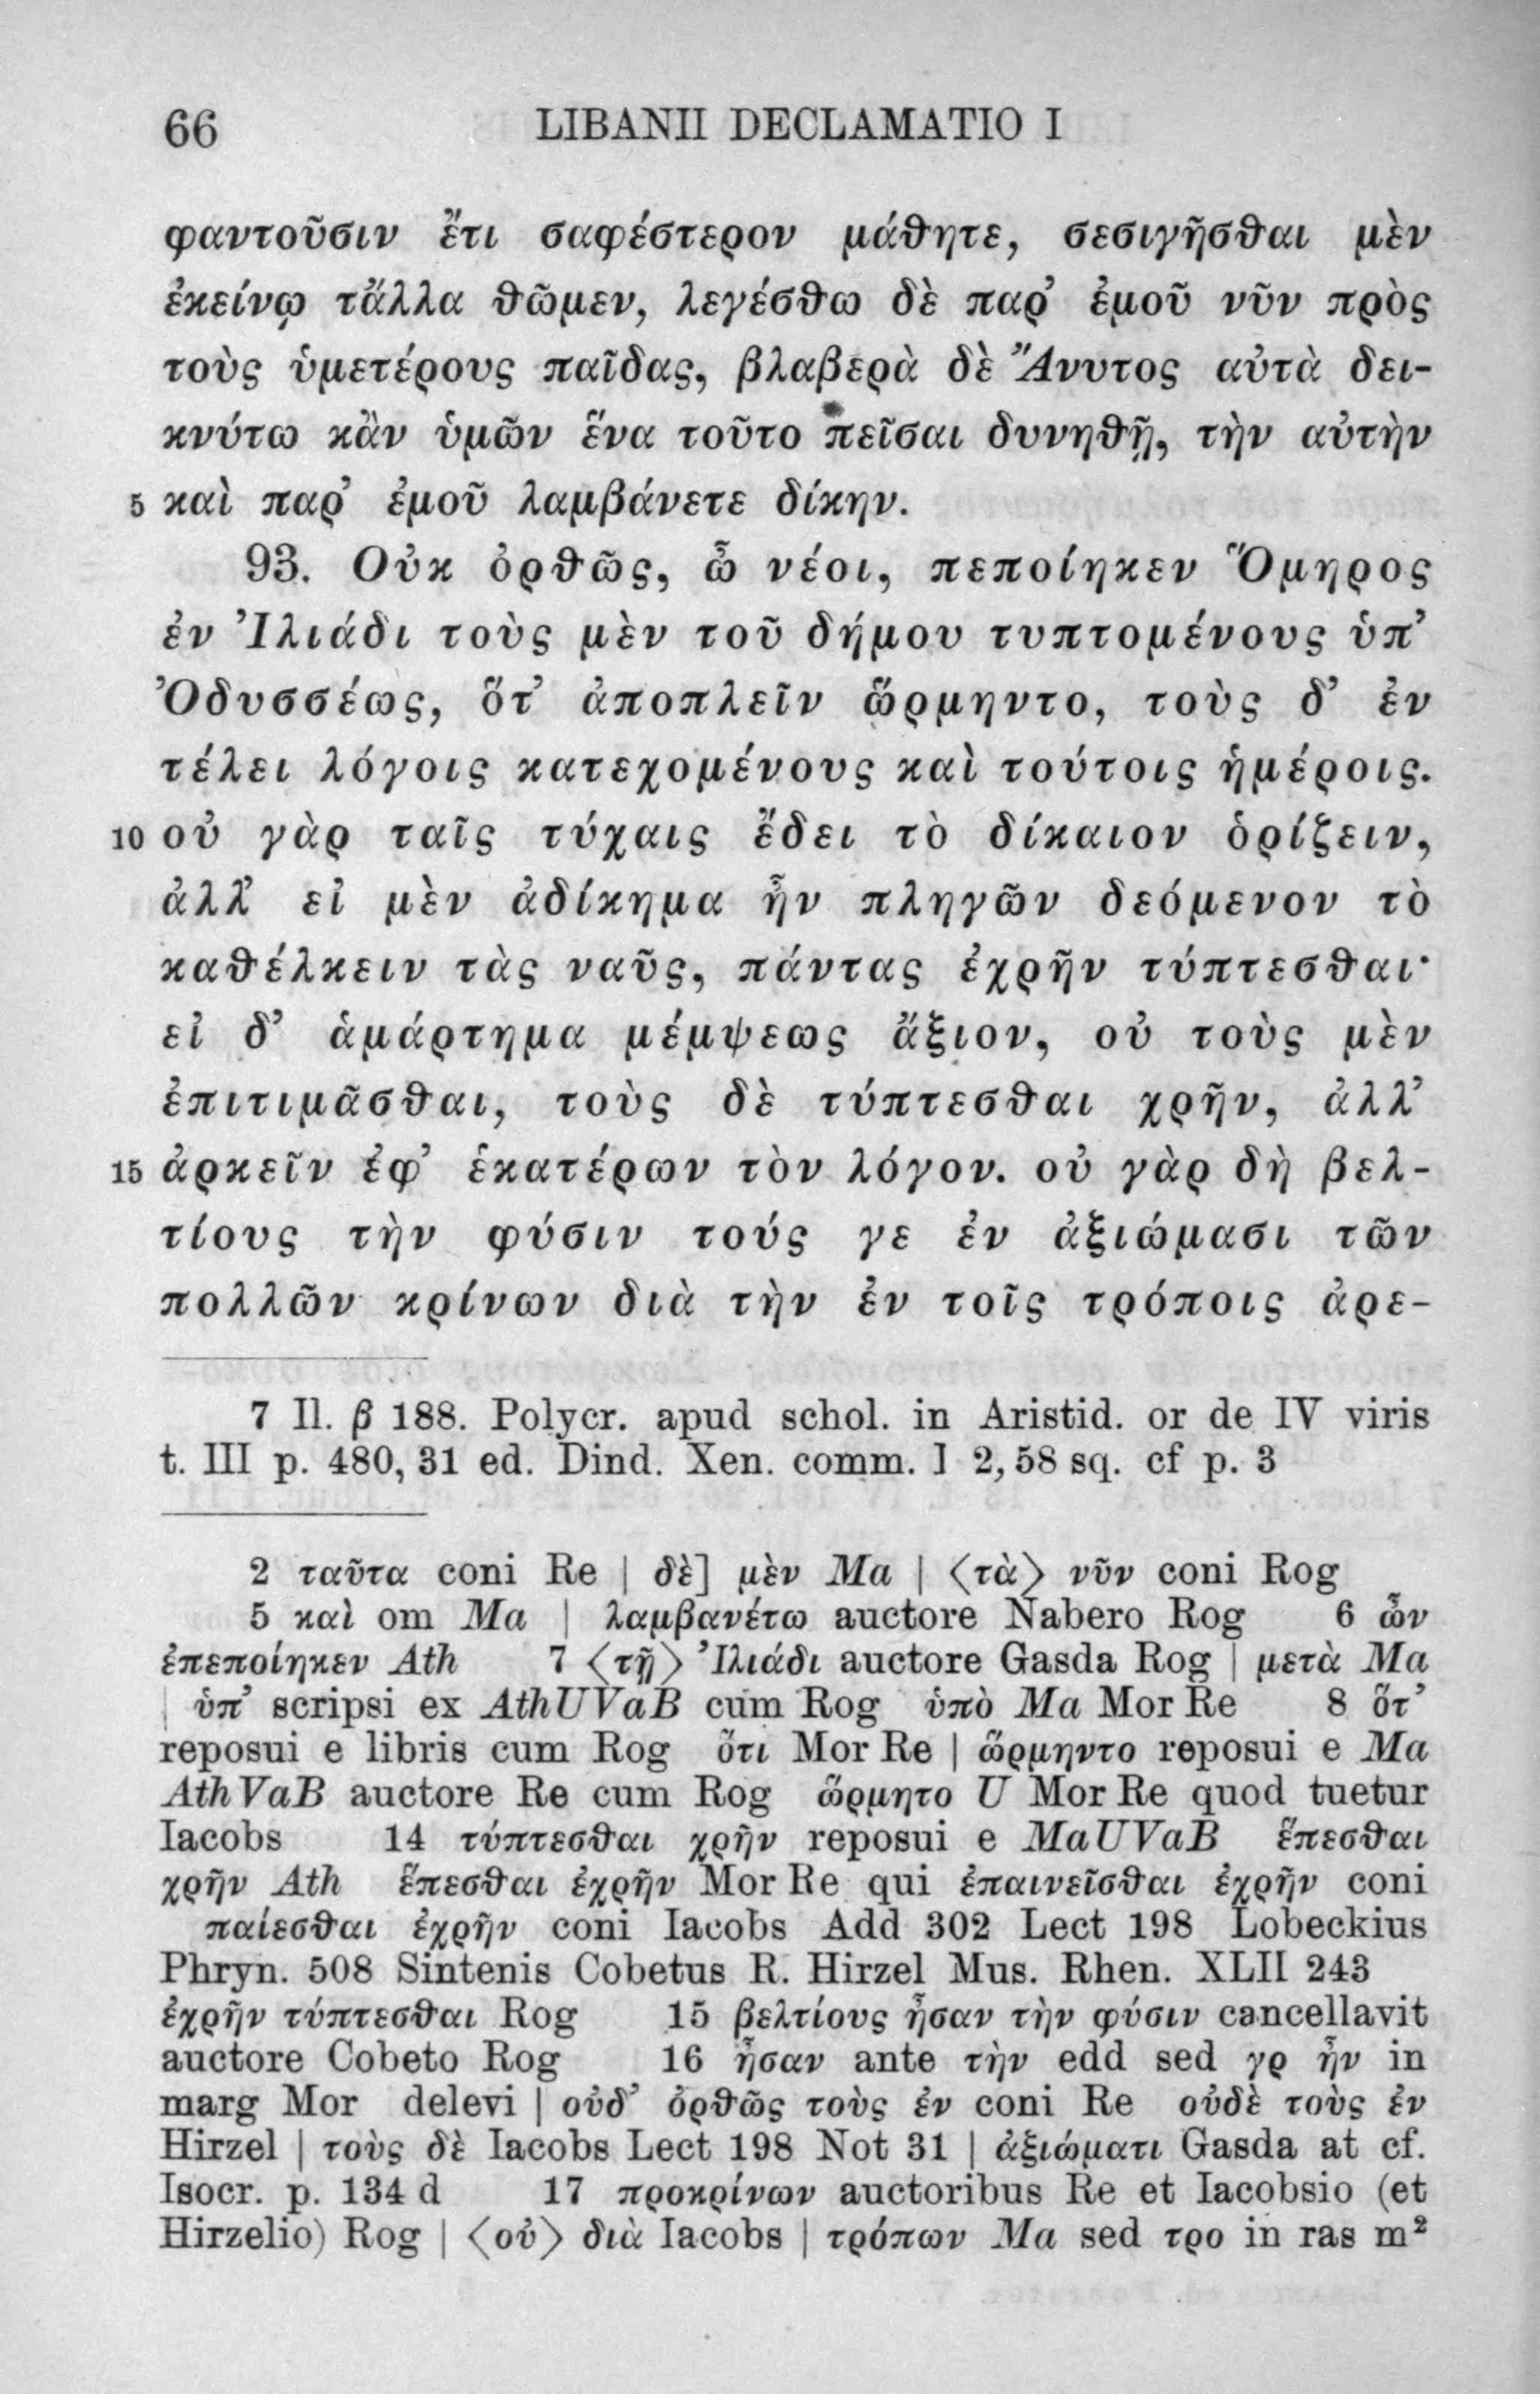 66 LIBANII DECLAMATIO I
φαντοῦσιν ἔτι σαφέστερον μάθητε, σεσιγῆσθαι μὲν
ἐκείνῳ τἄλλα θῶμεν, λεγέσθω δὲ παρ’ ἐμοῦ νῦν πρὸς
τοὺς ὑμετέρους παῖδας, βλαβερὰ δὲ Ἄνυτος αὐτὰ δει-
κνύτω κἂν ὑμῶν ἕνα τοῦτο πεῖσαι δυνηθῇ, τὴν αὐτὴν
5 καὶ παρ’ ἐμοῦ λαμβάνετε δίκην.
93. Οὐκ ὀρθῶς, ὦ νέοι, πεποίηκεν Ὅμηρος
ἐν Ἰλιάδι τοὺς μὲν τοῦ δήμου τυπτομένους ὑπ’
Ὀδυσσέως, ὅτ’ ἀποπλεῖν ὥρμηντο, τοὺς δ’ ἐν
τέλει λόγοις κατεχομένους καὶ τούτοις ἡμέροις.
10 οὐ γὰρ ταῖς τύχαις ἔδει τὸ δίκαιον ὁρίζειν,
ἀλλ’ εἰ μὲν ἀδίκημα ἦν πληγῶν δεόμενον τὸ
καθέλκειν τὰς ναῦς, πάντας ἐχρῆν τύπτεσθαι·
εἰ δ’ ἁμάρτημα μέμψεως ἄξιον, οὐ τοὺς μὲν
ἐπιτιμᾶσθαι, τοὺς δὲ τύπτεσθαι χρῆν, ἀλλ’
15 ἀρκεῖν ἐφ’ ἑκατέρων τὸν λόγον. οὐ γὰρ δὴ βελ-
τίους τὴν φύσιν τούς γε ἐν ἀξιώμασι τῶν
πολλῶν κρίνων διὰ τὴν ἐν τοῖς τρόποις ἀρε-
7 Il. β 188. Polycr. apud schol. in Aristid. or de IV viris
t. III p. 480, 31 ed. Dind. Xen. comm. I 2, 58 sq. cf p. 3
2 ταῦτα coni Re | δὲ] μὲν Ma | ⟨τὰ⟩ νῦν coni Rog
5 καὶ om Ma | λαμβανέτω auctore Nabero Rog 6 ὧν
ἐπεποίηκεν Ath 7 ⟨τῇ⟩ Ἰλιάδι auctore Gasda Rog | μετὰ Ma
| ὑπ’ scripsi ex AthUVaB cum Rog ὑπὸ Ma Mor Re 8 ὅτ’
reposui e libris cum Rog ὅτι Mor Re | ὥρμηντο reposui e Ma
AthVaB auctore Re cum Rog ὥρμητο U Mor Re quod tuetur
Iacobs 14 τύπτεσθαι χρῆν reposui e MaUVaB ἕπεσθαι
χρῆν Ath ἕπεσθαι ἐχρῆν Mor Re qui ἐπαινεῖσθαι ἐχρῆν coni
παίεσθαι ἐχρῆν coni Iacobs Add 302 Lect 198 Lobeckius
Phryn. 508 Sintenis Cobetus R. Hirzel Mus. Rhen. XLII 243
ἐχρῆν τύπτεσθαι Rog 15 βελτίους ἦσαν τὴν φύσιν cancellavit
auctore Cobeto Rog 16 ἦσαν ante τὴν edd sed γρ ἦν in
marg Mor delevi | οὐδ’ ὀρθῶς τοὺς ἐν coni Re οὐδὲ τοὺς ἐν
Hirzel | τοὺς δὲ Iacobs Lect 198 Not 31 | ἀξιώματι Gasda at cf.
Isocr. p. 134 d 17 προκρίνων auctoribus Re et Iacobsio (et
Hirzelio) Rog | ⟨οὐ⟩ διὰ Iacobs | τρόπων Ma sed τρο in ras m²